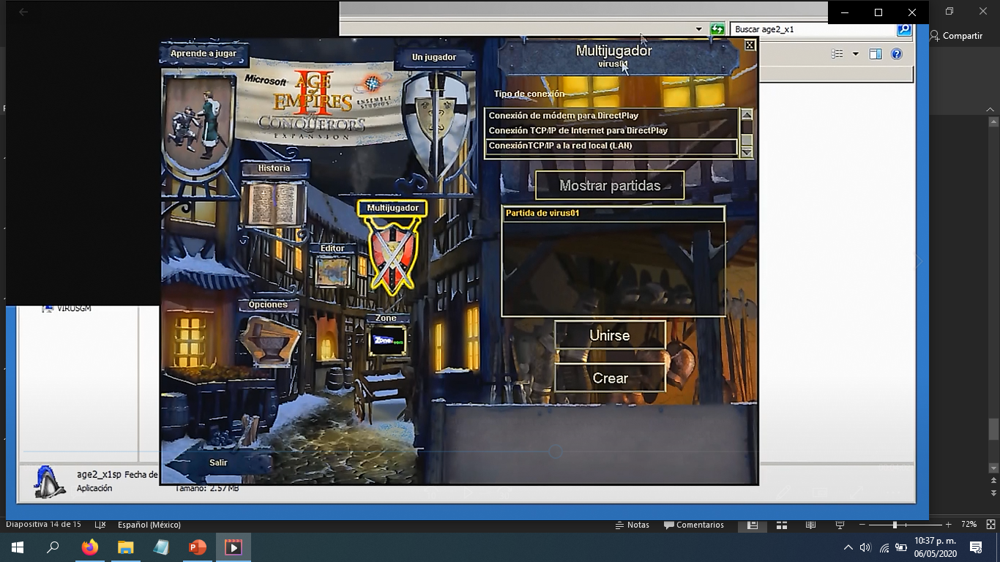 Buscar age2_x1
Compartir
Aprende a jugar
Un jugador
Microsoft
AGE
II
OF
EMPIRES
ENSEMBLE
STUDIOS
CONQUERORS
EXPANSION
Historia
Multijugador
Editor
Opciones
Zone
Zone.com
Salir
Multijugador
virus01
Tipo de conexión
Conexión de módem para DirectPlay
Conexión TCP/IP de Internet para DirectPlay
ConexiónTCP/IP a la red local (LAN)
Mostrar partidas
Partida de virus01
Unirse
Crear
VIRUSGM
age2_x1sp Fecha de
Aplicación Tamaño: 2.57 MB
Diapositiva 14 de 15 Español (México) Notas Comentarios 72%
10:37 p. m.
06/05/2020